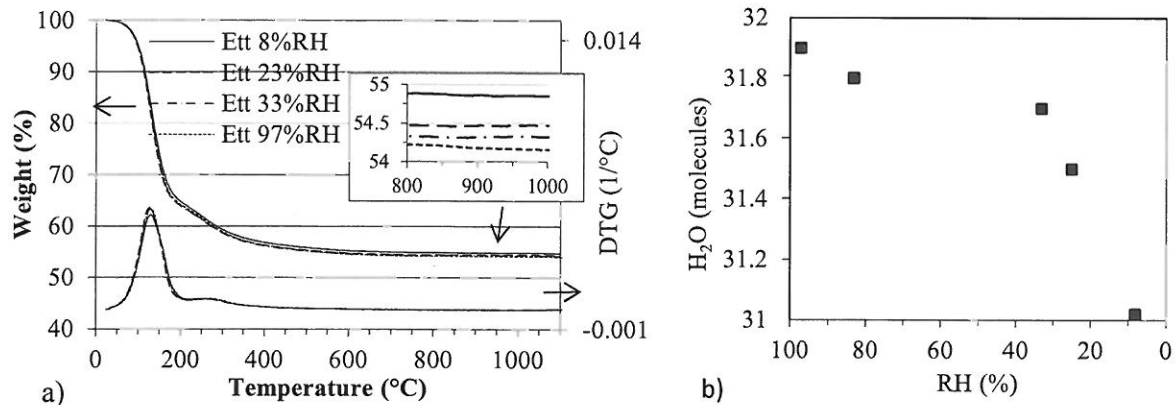 100
90
80
70
60
50
40
Weight (%)
Ett 8%RH
Ett 23%RH
Ett 33%RH
Ett 97%RH
55
54.5
54
800 900 1000
0.014
-0.001
DTG (1/°C)
0 200 400 600 800 1000
Temperature (°C)
a)
32
31.8
31.6
31.4
31.2
31
H₂O (molecules)
100 80 60 40 20 0
RH (%)
b)